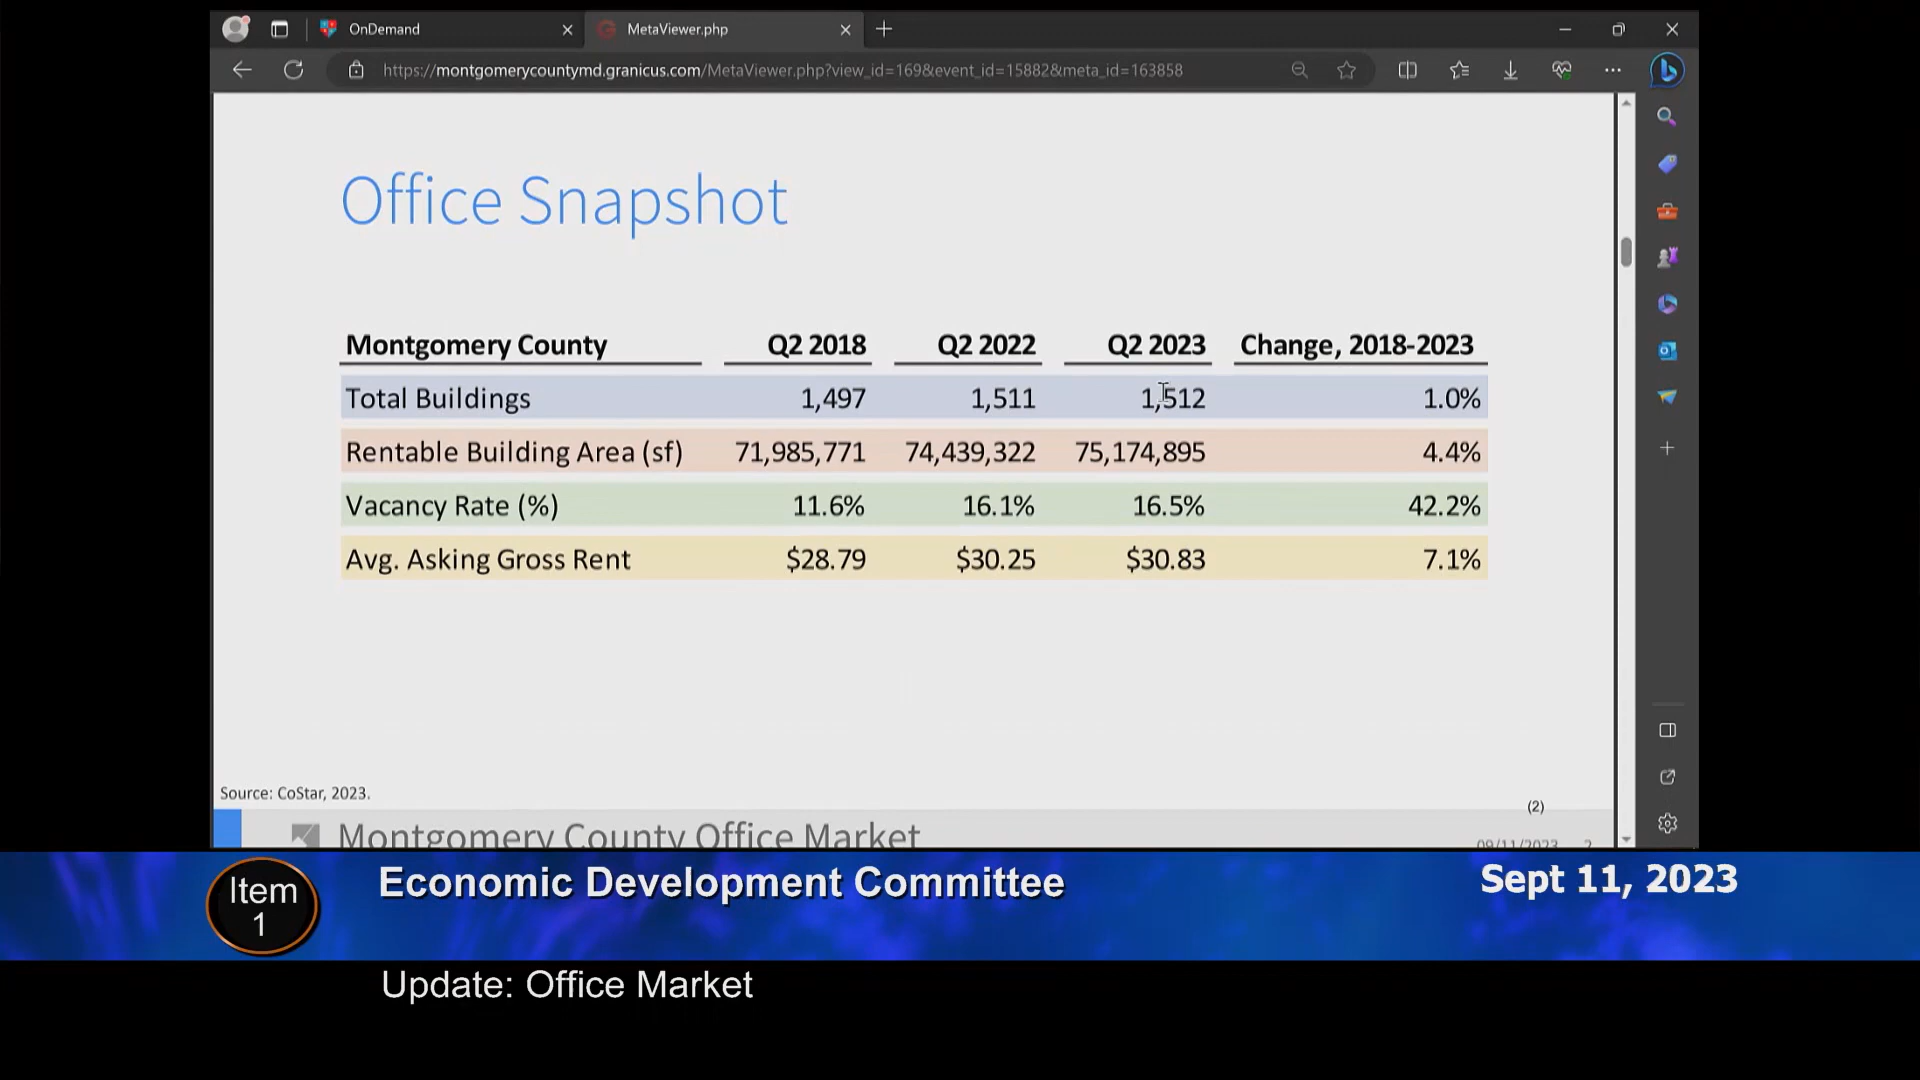 OnDemand
MetaViewer.php
https://montgomerycountymd.granicus.com/MetaViewer.php?view_id=169&event_id=15882&meta_id=163858
Office Snapshot
Montgomery County Q2 2018 Q2 2022 Q2 2023 Change, 2018-2023
Total Buildings 1,497 1,511 1,512 1.0%
Rentable Building Area (sf) 71,985,771 74,439,322 75,174,895 4.4%
Vacancy Rate (%) 11.6% 16.1% 16.5% 42.2%
Avg. Asking Gross Rent $28.79 $30.25 $30.83 7.1%
Source: CoStar, 2023.
(2)
Montgomery County Office Market 09/11/2023 2
Item
1
Economic Development Committee
Sept 11, 2023
Update: Office Market